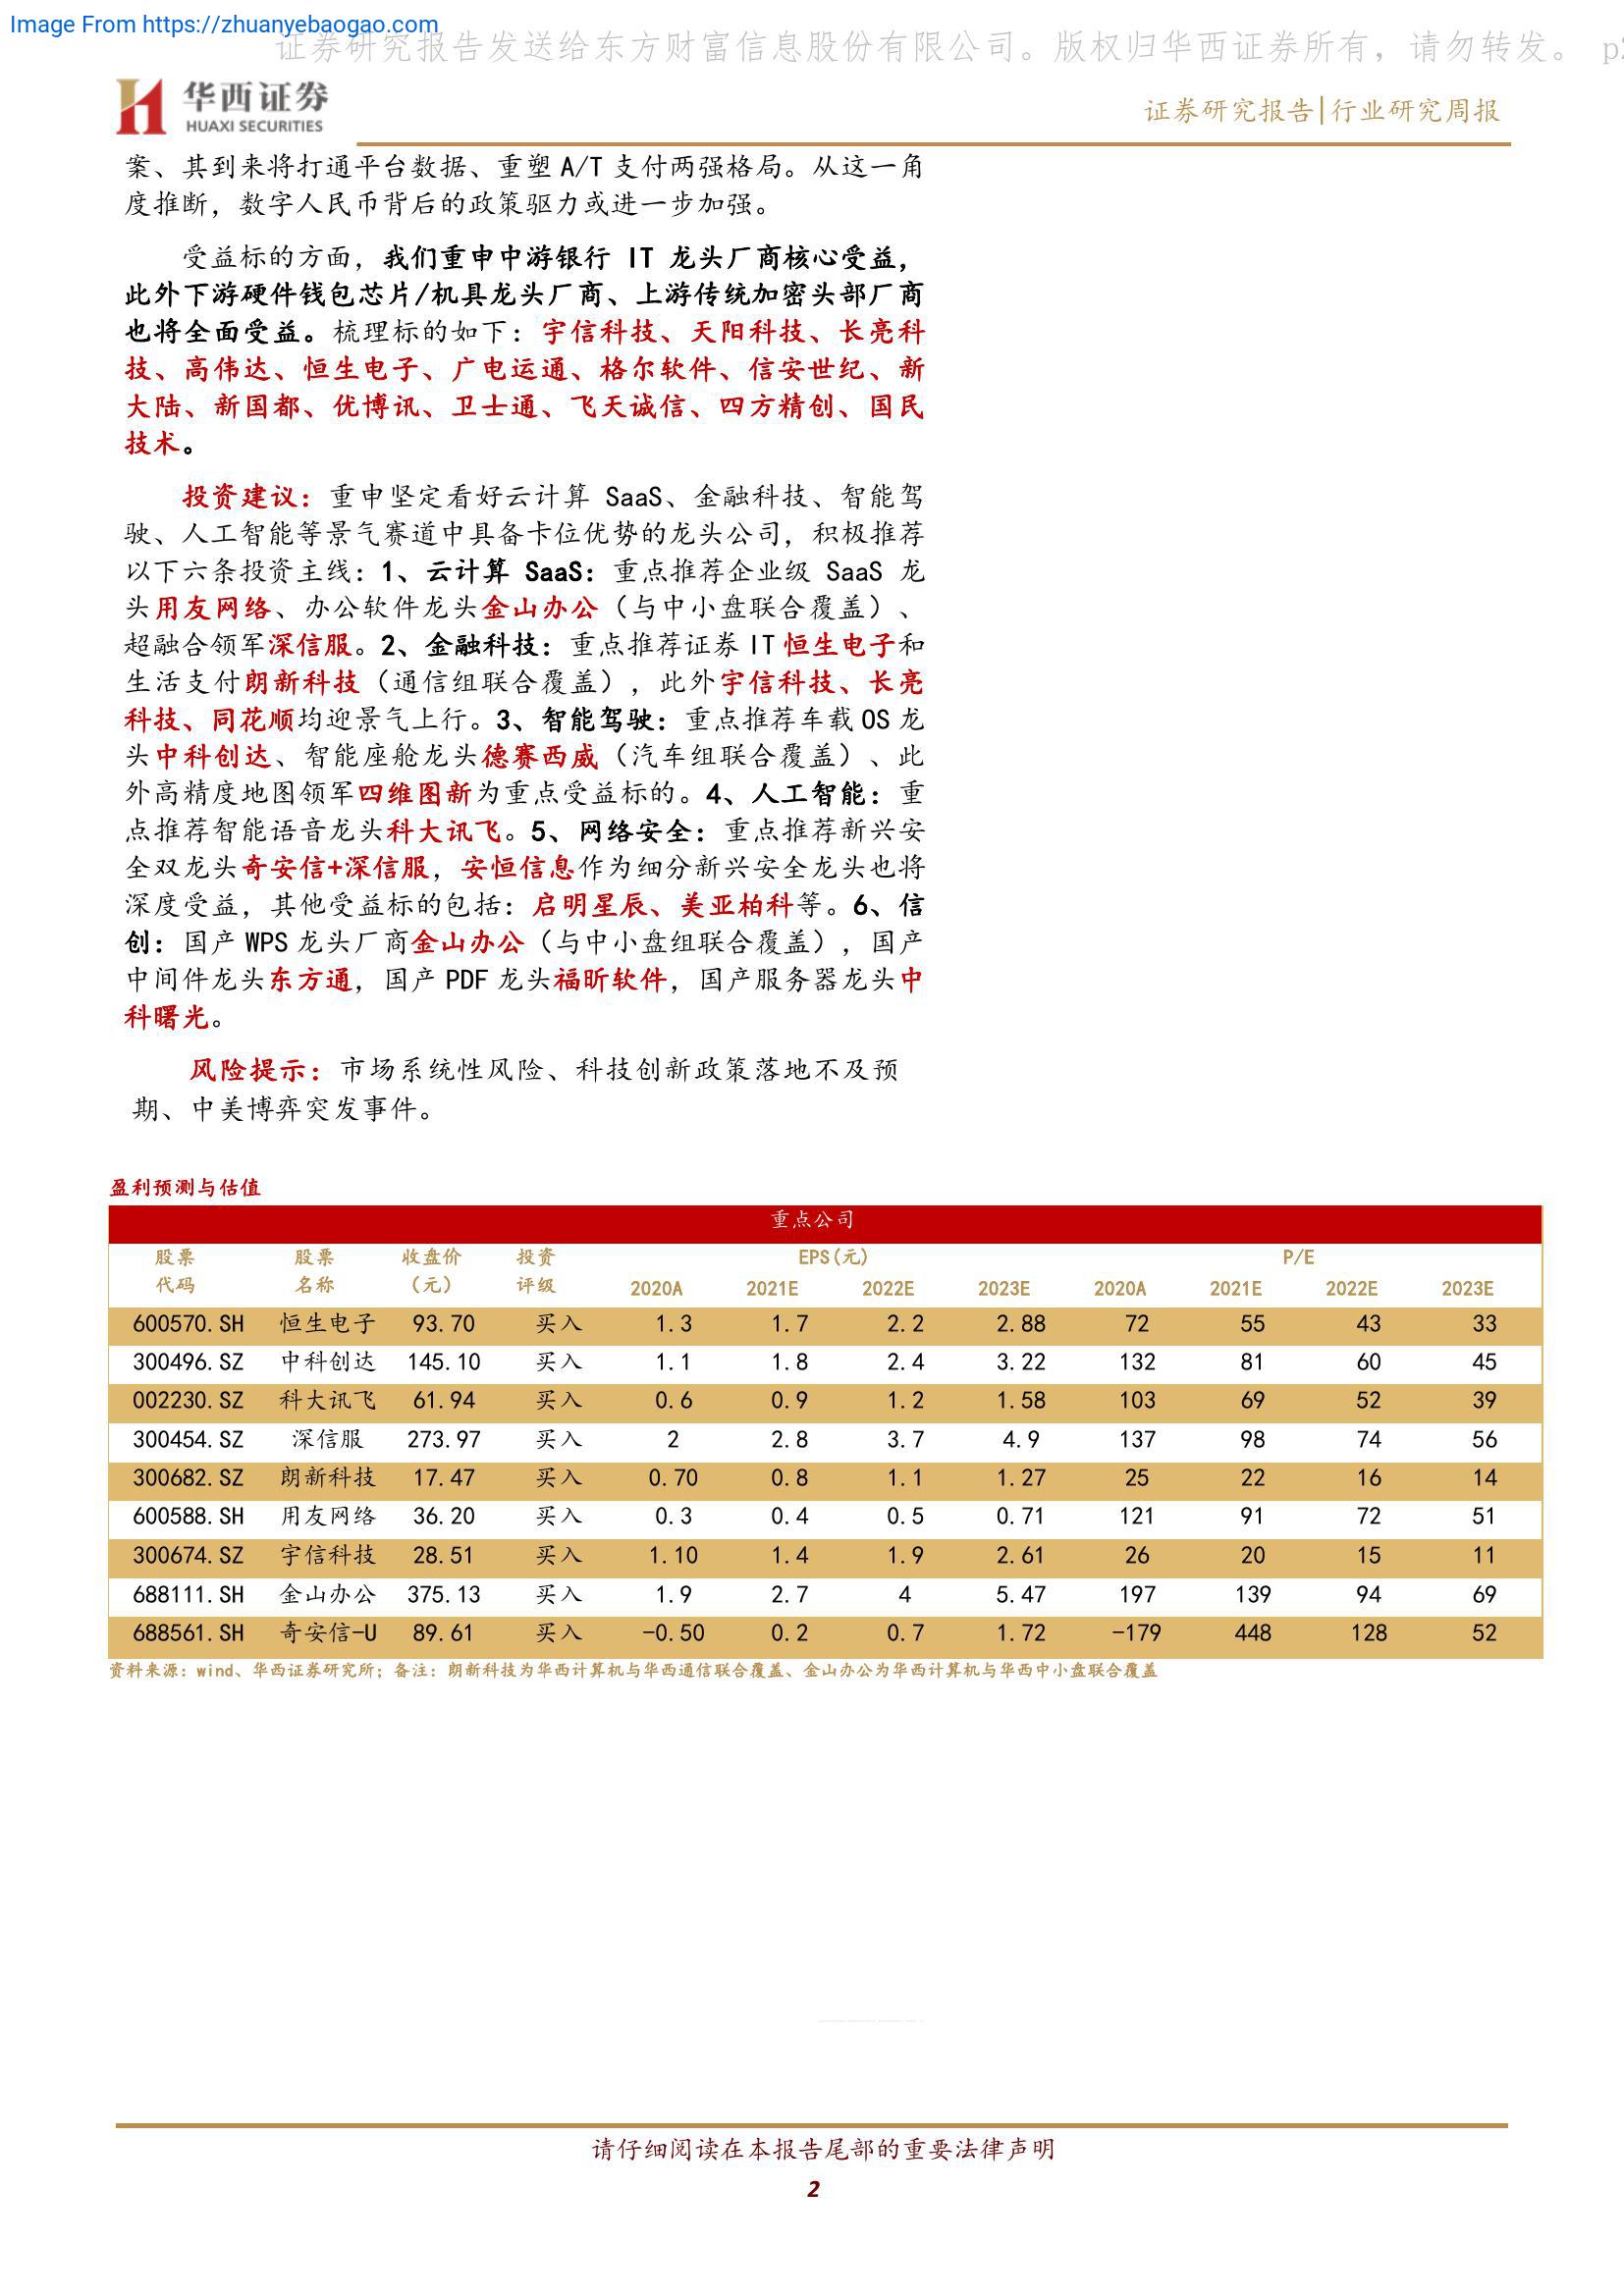 Image From https://zhuanyebaogao.com
证券研究报告发送给东方财富信息股份有限公司。版权归华西证券所有，请勿转发。 p2
华西证券
HUAXI SECURITIES
证券研究报告|行业研究周报
案、其到来将打通平台数据、重塑 A/T 支付两强格局。从这一角
度推断，数字人民币背后的政策驱力或进一步加强。
受益标的方面，我们重申中游银行 IT 龙头厂商核心受益，
此外下游硬件钱包芯片/机具龙头厂商、上游传统加密头部厂商
也将全面受益。梳理标的如下：宇信科技、天阳科技、长亮科
技、高伟达、恒生电子、广电运通、格尔软件、信安世纪、新
大陆、新国都、优博讯、卫士通、飞天诚信、四方精创、国民
技术。
投资建议：重申坚定看好云计算 SaaS、金融科技、智能驾
驶、人工智能等景气赛道中具备卡位优势的龙头公司，积极推荐
以下六条投资主线：1、云计算 SaaS：重点推荐企业级 SaaS 龙
头用友网络、办公软件龙头金山办公（与中小盘联合覆盖）、
超融合领军深信服。2、金融科技：重点推荐证券 IT 恒生电子和
生活支付朗新科技（通信组联合覆盖），此外宇信科技、长亮
科技、同花顺均迎景气上行。3、智能驾驶：重点推荐车载 OS 龙
头中科创达、智能座舱龙头德赛西威（汽车组联合覆盖）、此
外高精度地图领军四维图新为重点受益标的。4、人工智能：重
点推荐智能语音龙头科大讯飞。5、网络安全：重点推荐新兴安
全双龙头奇安信+深信服，安恒信息作为细分新兴安全龙头也将
深度受益，其他受益标的包括：启明星辰、美亚柏科等。6、信
创：国产 WPS 龙头厂商金山办公（与中小盘组联合覆盖），国产
中间件龙头东方通，国产 PDF 龙头福昕软件，国产服务器龙头中
科曙光。
风险提示：市场系统性风险、科技创新政策落地不及预
期、中美博弈突发事件。
盈利预测与估值
重点公司
股票 股票 收盘价 投资 EPS(元) P/E
代码 名称 （元） 评级 2020A 2021E 2022E 2023E 2020A 2021E 2022E 2023E
600570.SH 恒生电子 93.70 买入 1.3 1.7 2.2 2.88 72 55 43 33
300496.SZ 中科创达 145.10 买入 1.1 1.8 2.4 3.22 132 81 60 45
002230.SZ 科大讯飞 61.94 买入 0.6 0.9 1.2 1.58 103 69 52 39
300454.SZ 深信服 273.97 买入 2 2.8 3.7 4.9 137 98 74 56
300682.SZ 朗新科技 17.47 买入 0.70 0.8 1.1 1.27 25 22 16 14
600588.SH 用友网络 36.20 买入 0.3 0.4 0.5 0.71 121 91 72 51
300674.SZ 宇信科技 28.51 买入 1.10 1.4 1.9 2.61 26 20 15 11
688111.SH 金山办公 375.13 买入 1.9 2.7 4 5.47 197 139 94 69
688561.SH 奇安信-U 89.61 买入 -0.50 0.2 0.7 1.72 -179 448 128 52
资料来源：wind、华西证券研究所；备注：朗新科技为华西计算机与华西通信联合覆盖、金山办公为华西计算机与华西中小盘联合覆盖
请仔细阅读在本报告尾部的重要法律声明
2